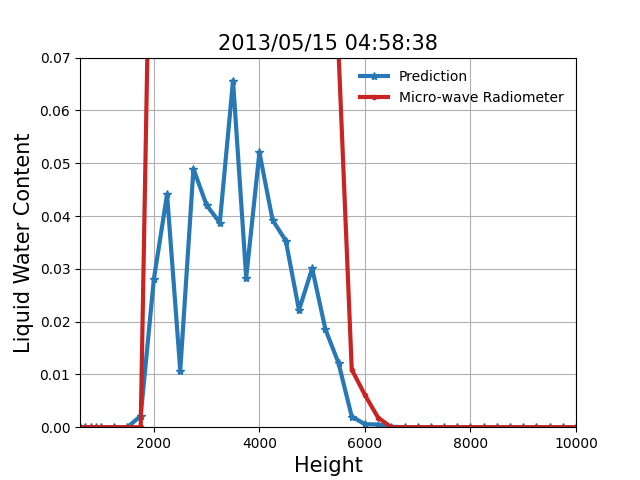 2013/05/15 04:58:38
Liquid Water Content
0.07
0.06
0.05
0.04
0.03
0.02
0.01
0.00
Prediction
Micro-wave Radiometer
2000 4000 6000 8000 10000
Height